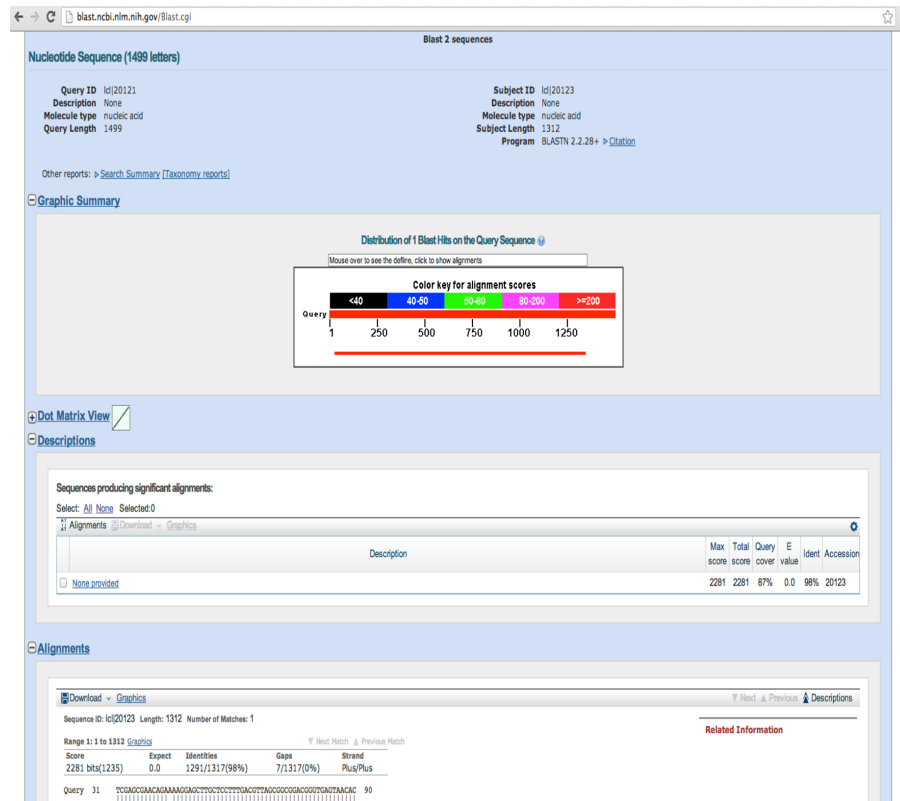 blast.ncbi.nlm.nih.gov/Blast.cgi
Blast 2 sequences
Nucleotide Sequence (1499 letters)
Query ID lcl|20121
Description None
Molecule type nucleic acid
Query Length 1499
Subject ID lcl|20123
Description None
Molecule type nucleic acid
Subject Length 1312
Program BLASTN 2.2.28+ Citation
Other reports: Search Summary [Taxonomy reports]
Graphic Summary
Distribution of 1 Blast Hits on the Query Sequence
Mouse over to see the define, click to show alignments
Color key for alignment scores
<40 40-50 50-80 80-200 >=200
Query
1 250 500 750 1000 1250
Dot Matrix View
Descriptions
Sequences producing significant alignments:
Select: All None Selected:0
Alignments Download Graphics
Description Max score Total score Query cover E value Ident Accession
None provided 2281 2281 87% 0.0 98% 20123
Alignments
Download Graphics Next Previous Descriptions
Sequence ID: lcl|20123 Length: 1312 Number of Matches: 1
Related Information
Range 1: 1 to 1312 Graphics Next Match Previous Match
Score Expect Identities Gaps Strand
2281 bits(1235) 0.0 1291/1317(98%) 7/1317(0%) Plus/Plus
Query 31 TCGAGCGAACAGAAAAGGAGCTTGCTCCTTTGACGTTAGCGGCGGACGGGTGAGTAACAC 90